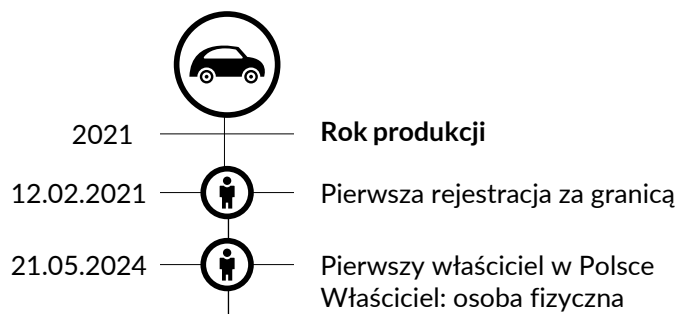 2021 Rok produkcji
12.02.2021 Pierwsza rejestracja za granicą
21.05.2024 Pierwszy właściciel w Polsce
Właściciel: osoba fizyczna